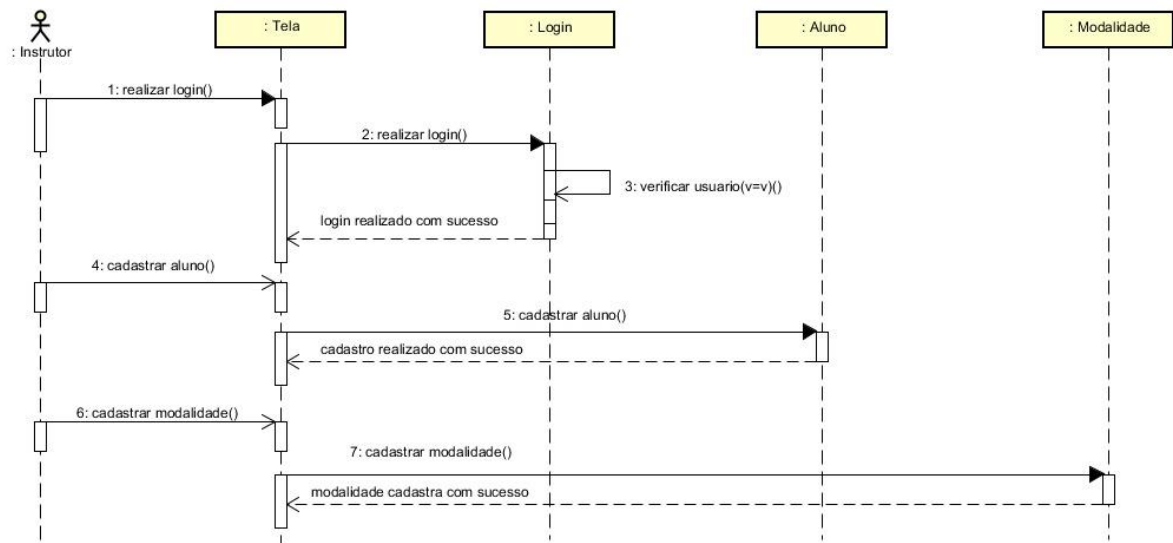 : Instrutor
: Tela
: Login
: Aluno
: Modalidade
1: realizar login()
2: realizar login()
3: verificar usuario(v=v)()
login realizado com sucesso
4: cadastrar aluno()
5: cadastrar aluno()
cadastro realizado com sucesso
6: cadastrar modalidade()
7: cadastrar modalidade()
modalidade cadastra com sucesso